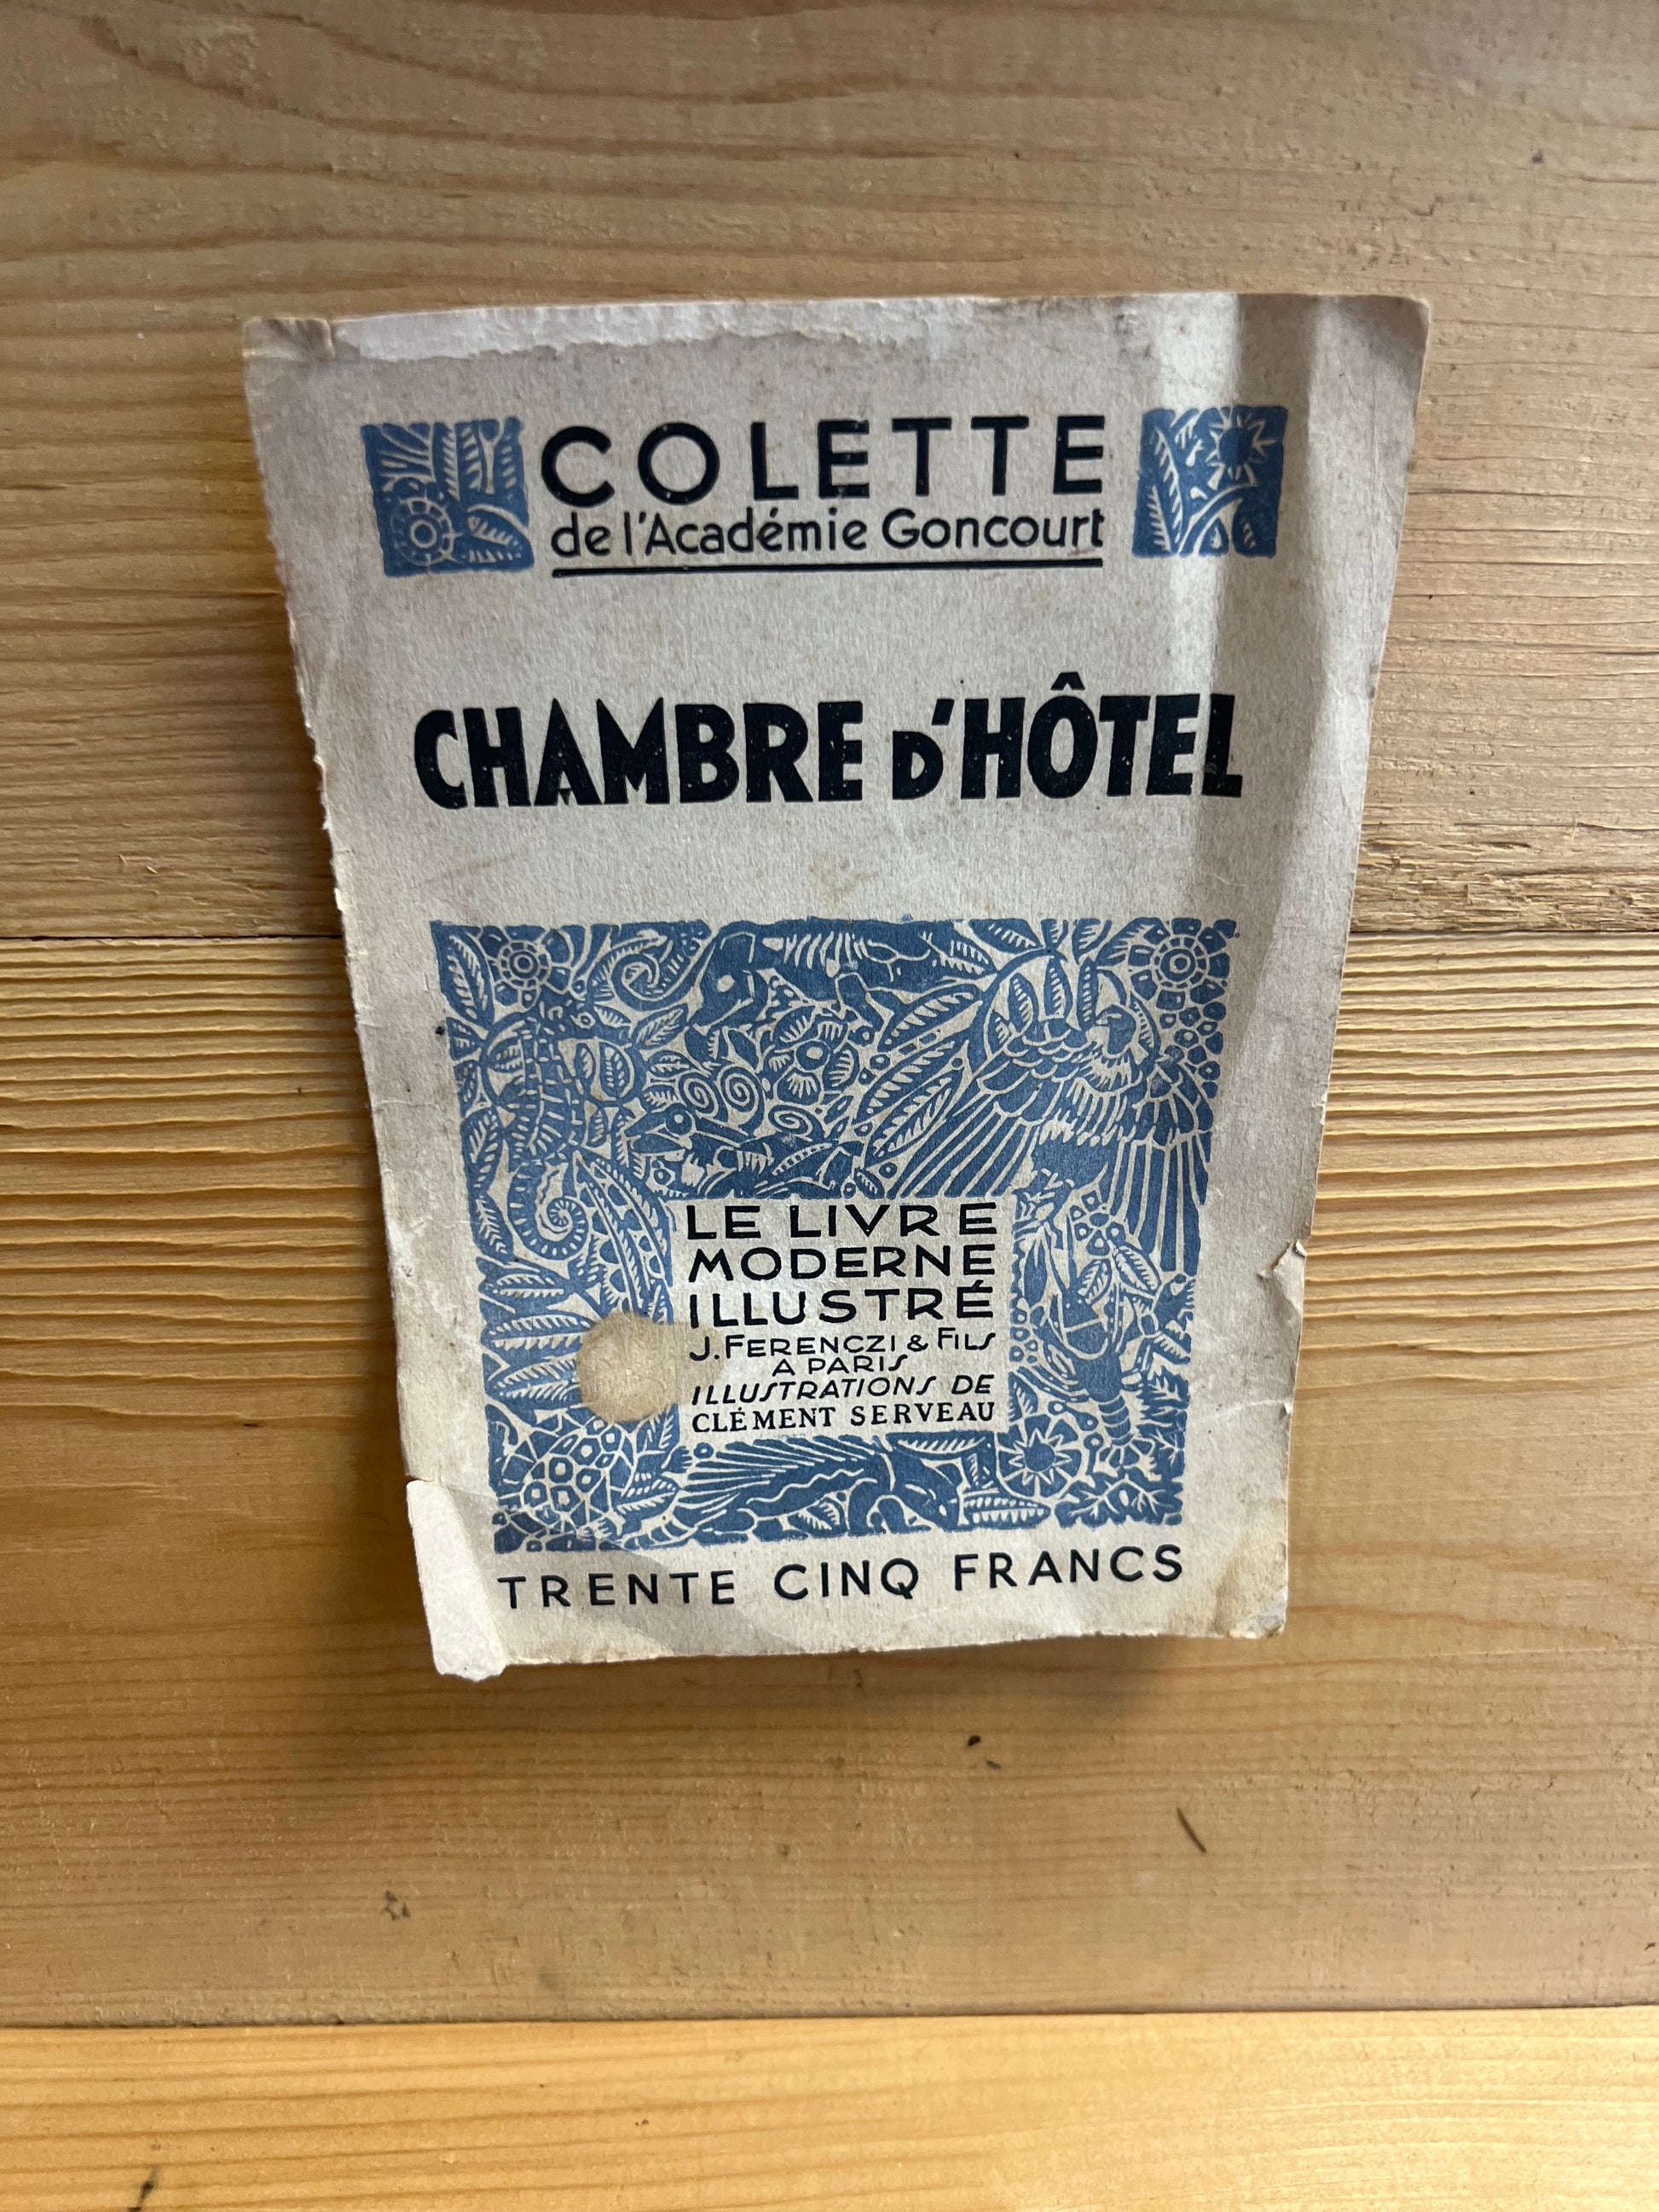 COLETTE
de l'Académie Goncourt
CHAMBRE D'HÔTEL
LE LIVRE
MODERNE
ILLUSTRÉ
J. FERENCZI & FILS
A PARIS
ILLUSTRATIONS DE
CLÉMENT SERVEAU
TRENTE CINQ FRANCS